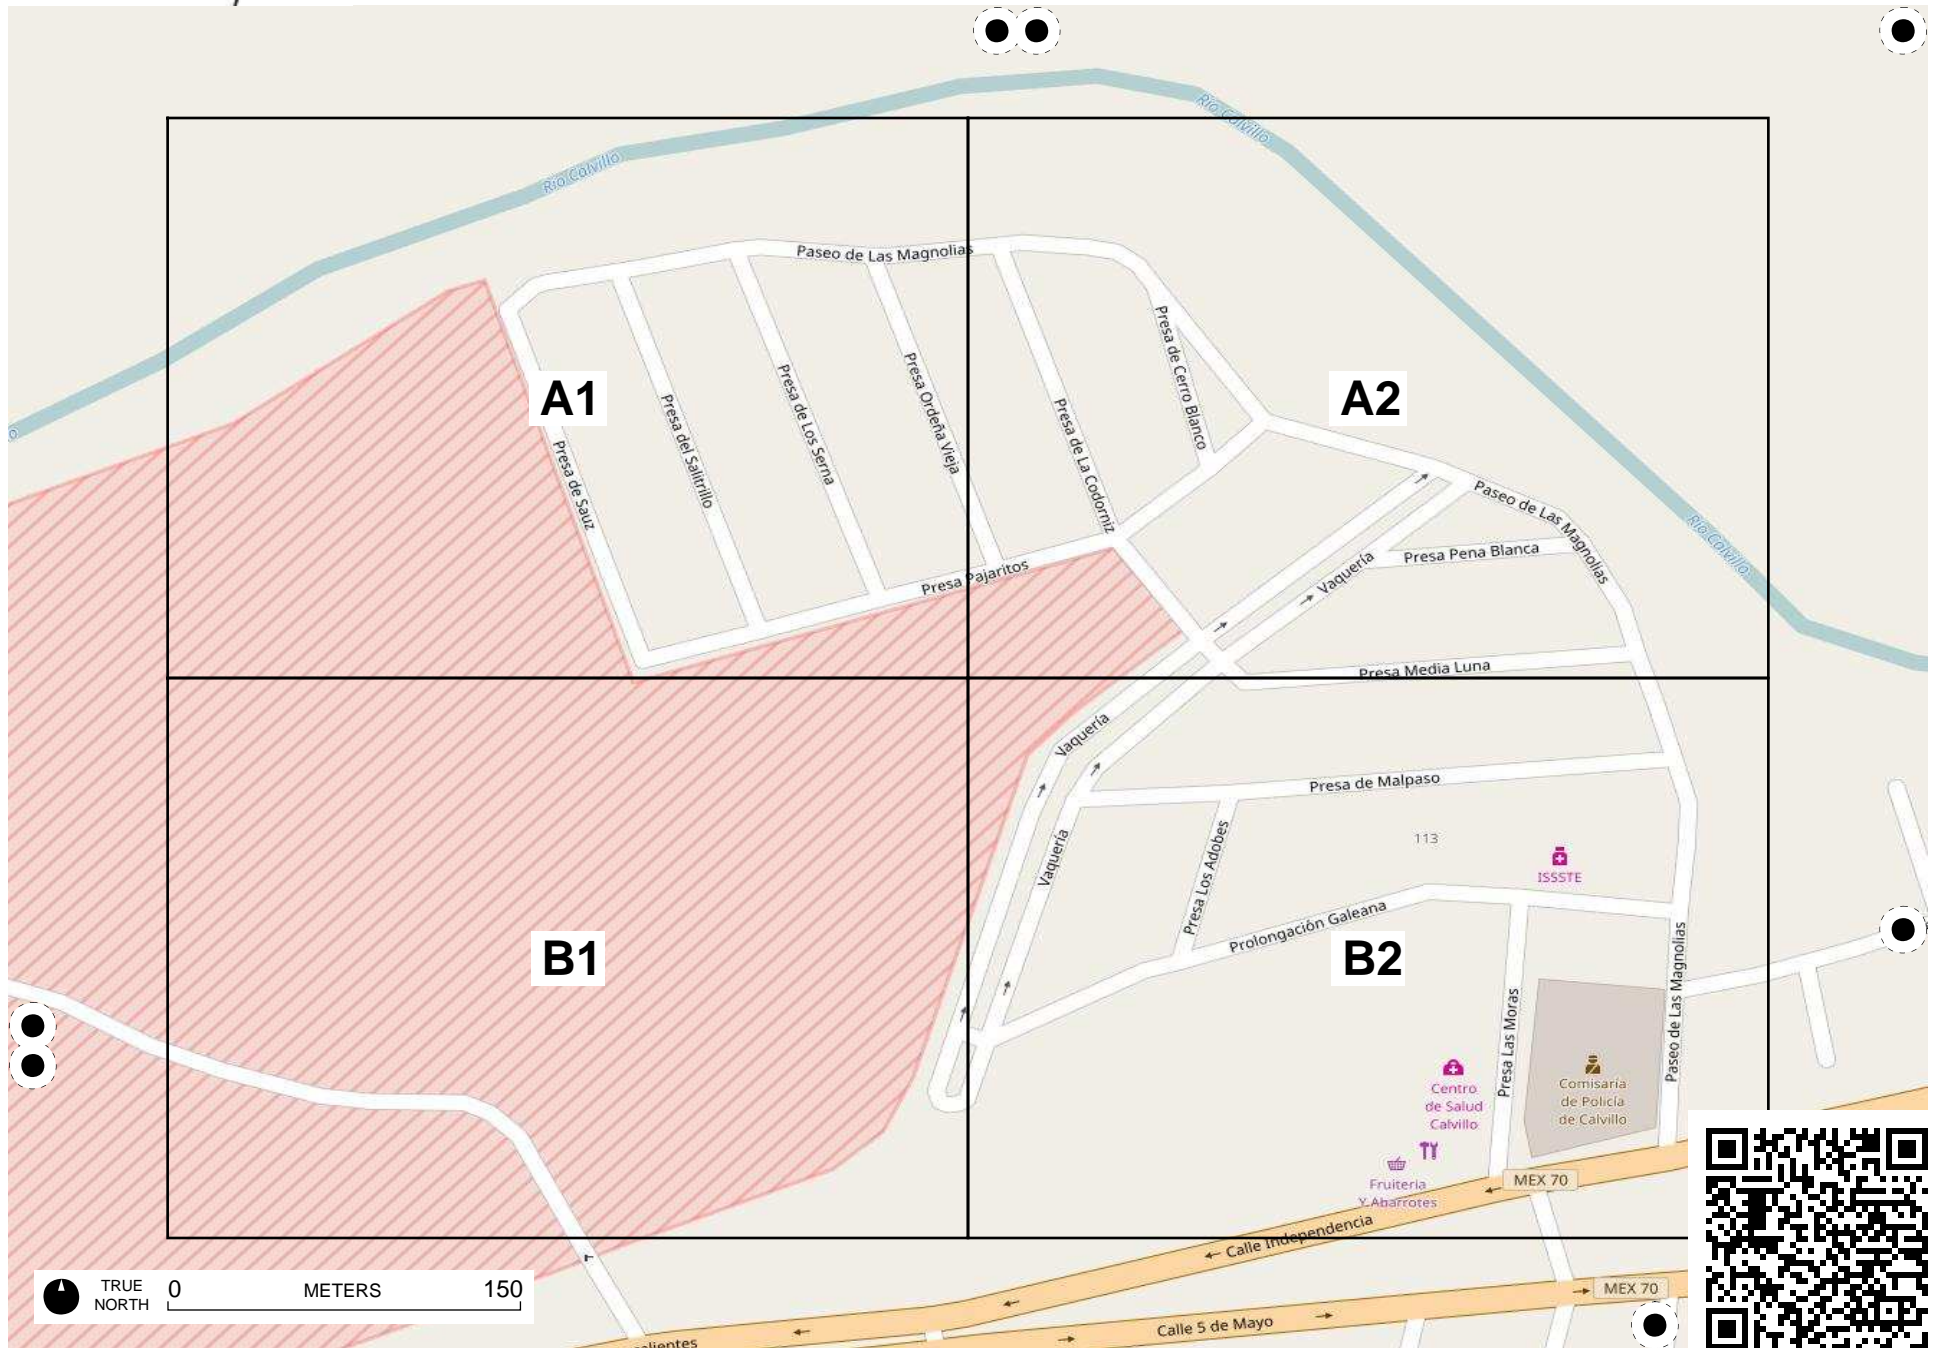 Río Calvillo
Río Calvillo
Paseo de Las Magnolias
Presa de Cerro Blanco
Presa Ordeña Vieja
Presa de Los Serna
A1
A2
Presa del Salitrillo
Presa de La Codorniz
Presa de Sauz
Paseo de Las Magnolias
Río Calvillo
Presa Pena Blanca
Vaquería
Presa Pajaritos
Presa Media Luna
Vaquería
Presa de Malpaso
Presa Los Adobes
Vaquería
113
ISSSTE
Prolongación Galeana
B1
B2
Presa Las Moras
Paseo de Las Magnolias
Centro
de Salud
Calvillo
Comisaría
de Policía
de Calvillo
Fruiteria
Y Abarrotes
MEX 70
Calle Independencia
TRUE
NORTH
0 METERS 150
MEX 70
Calle 5 de Mayo